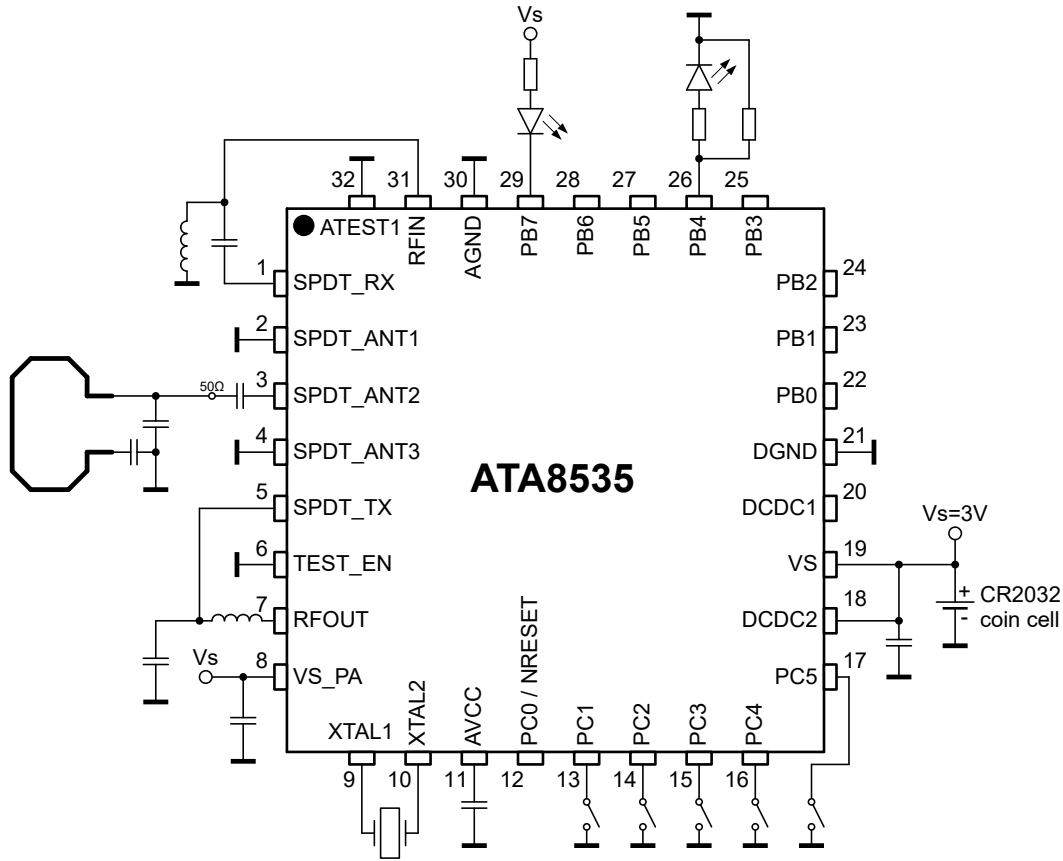 Vs
32
31
30
29
28
27
26
25
ATEST1
RFIN
AGND
PB7
PB6
PB5
PB4
PB3
1
SPDT_RX
PB2
24
2
SPDT_ANT1
PB1
23
50Ω
3
SPDT_ANT2
PB0
22
4
SPDT_ANT3
DGND
21
ATA8535
5
SPDT_TX
DCDC1
20
Vs=3V
6
TEST_EN
VS
19
7
RFOUT
DCDC2
18
+ CR2032
- coin cell
Vs
8
VS_PA
PC5
17
XTAL1
XTAL2
AVCC
PC0 / NRESET
PC1
PC2
PC3
PC4
9
10
11
12
13
14
15
16